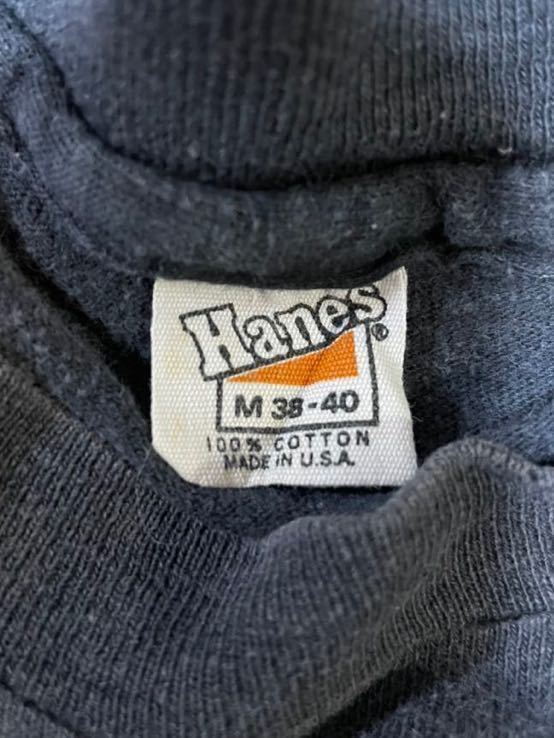 Hanes®
M 38-40
100% COTTON
MADE IN U.S.A.